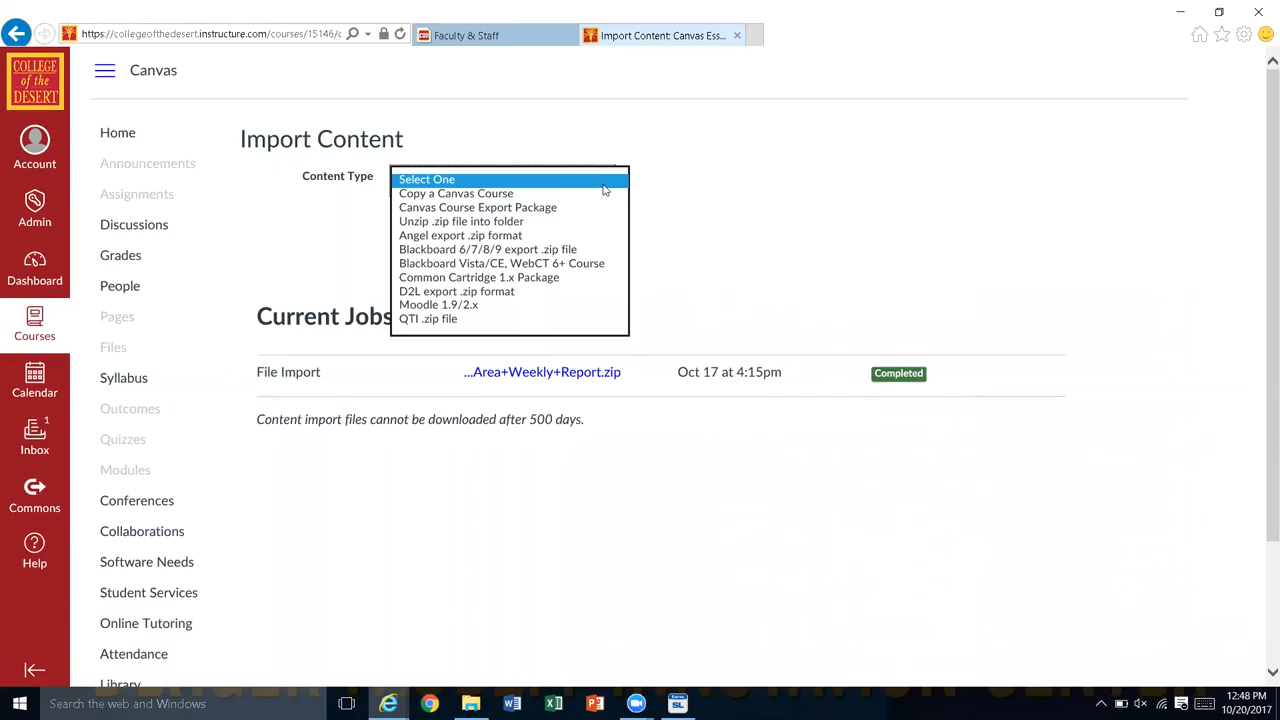 https://collegeofthedesert.instructure.com/courses/15146/c
COD Faculty & Staff
Import Content: Canvas Ess...
COLLEGE
of the
DESERT
Canvas
Account
Admin
Dashboard
Courses
Calendar
1
Inbox
Commons
Help
Home
Announcements
Assignments
Discussions
Grades
People
Pages
Files
Syllabus
Outcomes
Quizzes
Modules
Conferences
Collaborations
Software Needs
Student Services
Online Tutoring
Attendance
Library
Import Content
Content Type
Select One
Copy a Canvas Course
Canvas Course Export Package
Unzip .zip file into folder
Angel export .zip format
Blackboard 6/7/8/9 export .zip file
Blackboard Vista/CE, WebCT 6+ Course
Common Cartridge 1.x Package
D2L export .zip format
Moodle 1.9/2.x
QTI .zip file
Current Jobs
File Import ...Area+Weekly+Report.zip Oct 17 at 4:15pm Completed
Content import files cannot be downloaded after 500 days.
Search the web and Windows
SL
12:48 PM
10/20/2017